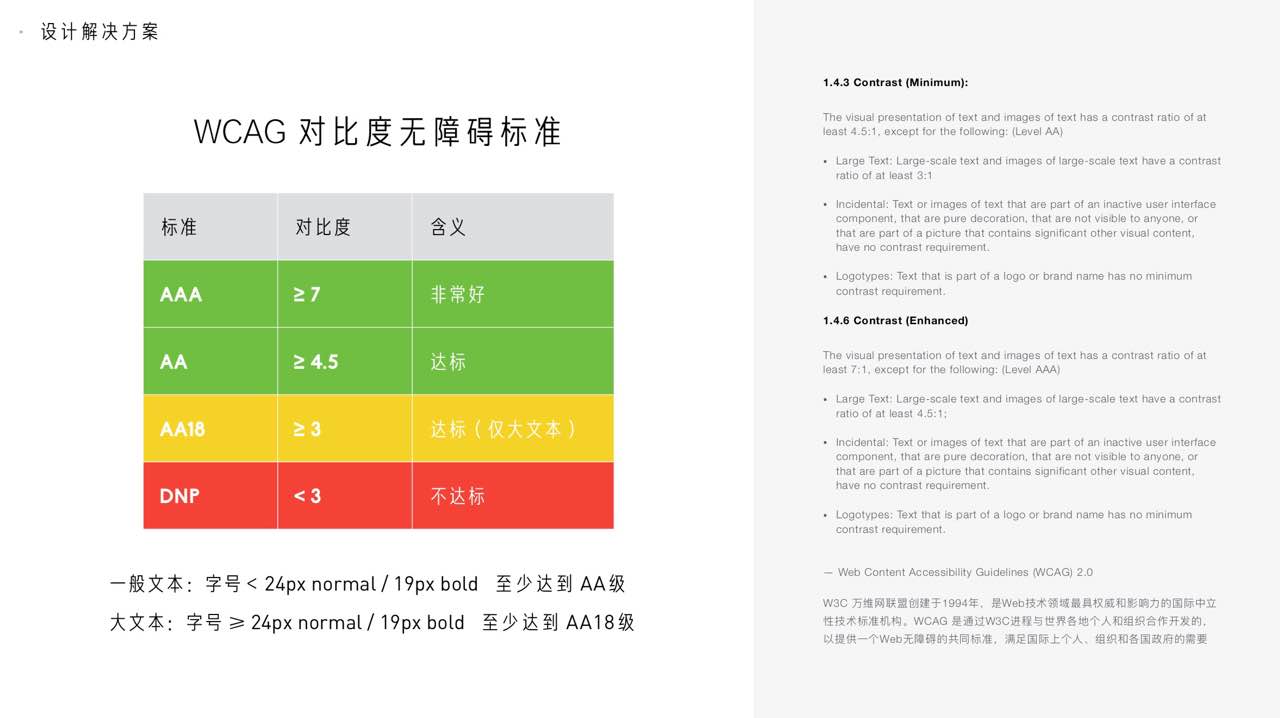 设计解决方案
WCAG 对比度无障碍标准
标准 对比度 含义
AAA ≥ 7 非常好
AA ≥ 4.5 达标
AA18 ≥ 3 达标（仅大文本）
DNP < 3 不达标
一般文本：字号 < 24px normal / 19px bold 至少达到 AA级
大文本：字号 ≥ 24px normal / 19px bold 至少达到 AA18级
1.4.3 Contrast (Minimum):
The visual presentation of text and images of text has a contrast ratio of at
least 4.5:1, except for the following: (Level AA)
• Large Text: Large-scale text and images of large-scale text have a contrast
ratio of at least 3:1
• Incidental: Text or images of text that are part of an inactive user interface
component, that are pure decoration, that are not visible to anyone, or
that are part of a picture that contains significant other visual content,
have no contrast requirement.
• Logotypes: Text that is part of a logo or brand name has no minimum
contrast requirement.
1.4.6 Contrast (Enhanced)
The visual presentation of text and images of text has a contrast ratio of at
least 7:1, except for the following: (Level AAA)
• Large Text: Large-scale text and images of large-scale text have a contrast
ratio of at least 4.5:1;
• Incidental: Text or images of text that are part of an inactive user interface
component, that are pure decoration, that are not visible to anyone, or
that are part of a picture that contains significant other visual content,
have no contrast requirement.
• Logotypes: Text that is part of a logo or brand name has no minimum
contrast requirement.
— Web Content Accessibility Guidelines (WCAG) 2.0
W3C 万维网联盟创建于1994年，是Web技术领域最具权威和影响力的国际中立
性技术标准机构。WCAG 是通过W3C进程与世界各地个人和组织合作开发的，
以提供一个Web无障碍的共同标准，满足国际上个人、组织和各国政府的需要